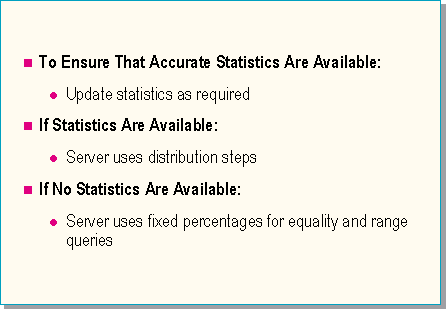 To Ensure That Accurate Statistics Are Available:
Update statistics as required
If Statistics Are Available:
Server uses distribution steps
If No Statistics Are Available:
Server uses fixed percentages for equality and range
queries